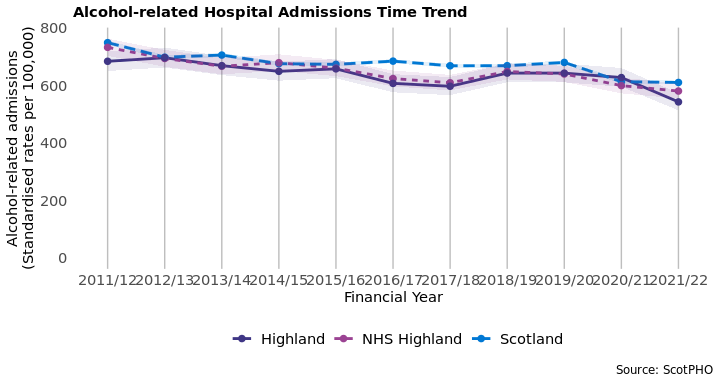 Alcohol-related Hospital Admissions Time Trend
Alcohol-related admissions
(Standardised rates per 100,000)
800
600
400
200
0
2011/12 2012/13 2013/14 2014/15 2015/16 2016/17 2017/18 2018/19 2019/20 2020/21 2021/22
Financial Year
Highland NHS Highland Scotland
Source: ScotPHO